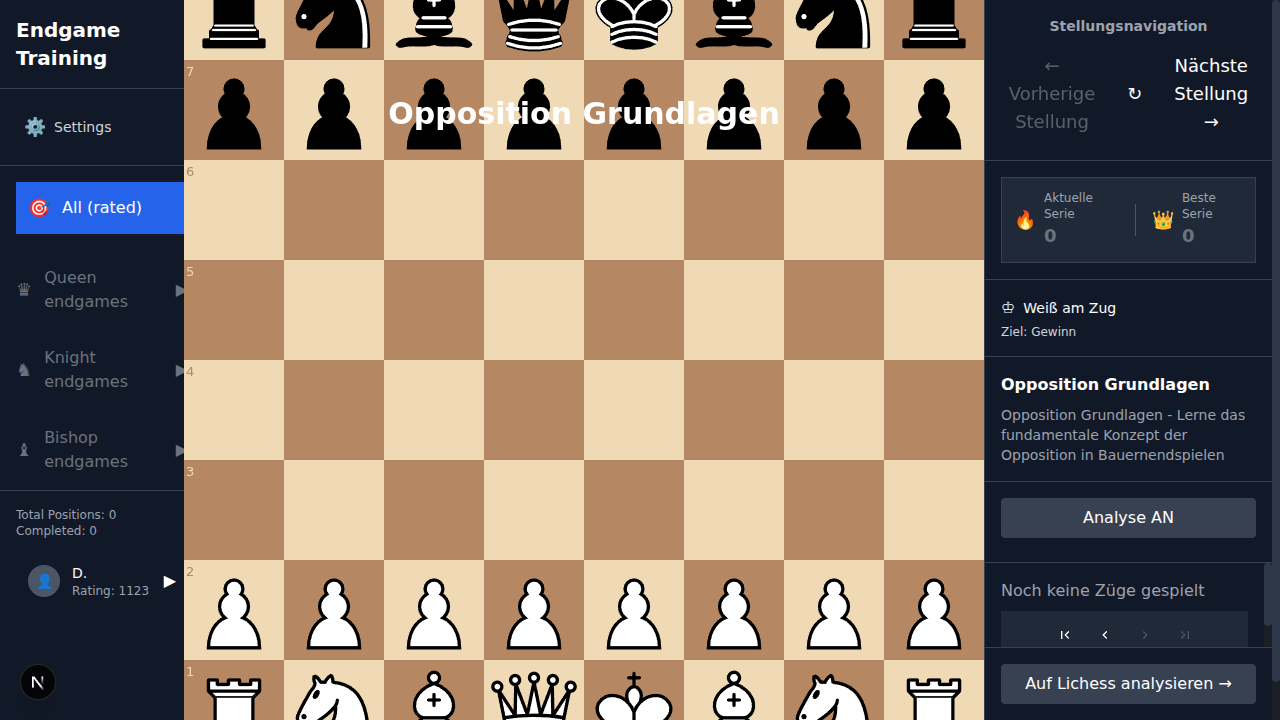 Endgame
Training
Settings
All (rated)
Queen
endgames
Knight
endgames
Bishop
endgames
Total Positions: 0
Completed: 0
D.
Rating: 1123
N
Opposition Grundlagen
7
6
5
4
3
2
1
Stellungsnavigation
←
Vorherige
Stellung
↻
Nächste
Stellung
→
Aktuelle
Serie
0
Beste
Serie
0
Weiß am Zug
Ziel: Gewinn
Opposition Grundlagen
Opposition Grundlagen - Lerne das
fundamentale Konzept der
Opposition in Bauernendspielen
Analyse AN
Noch keine Züge gespielt
Auf Lichess analysieren →